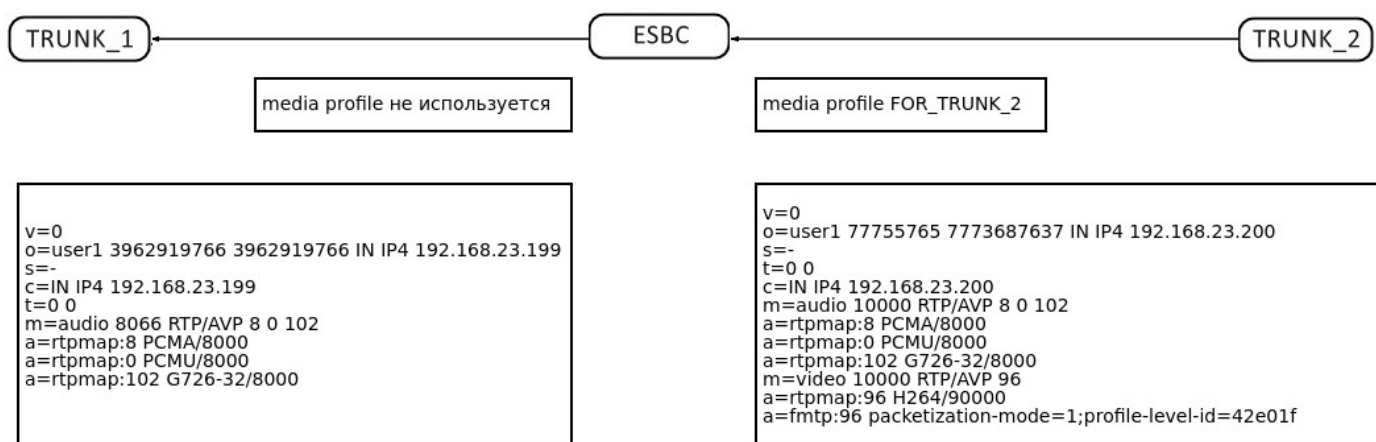 TRUNK_1
ESBC
TRUNK_2
media profile не используется
media profile FOR_TRUNK_2
v=0
o=user1 3962919766 3962919766 IN IP4 192.168.23.199
s=-
c=IN IP4 192.168.23.199
t=0 0
m=audio 8066 RTP/AVP 8 0 102
a=rtpmap:8 PCMA/8000
a=rtpmap:0 PCMU/8000
a=rtpmap:102 G726-32/8000
v=0
o=user1 77755765 7773687637 IN IP4 192.168.23.200
s=-
t=0 0
c=IN IP4 192.168.23.200
m=audio 10000 RTP/AVP 8 0 102
a=rtpmap:8 PCMA/8000
a=rtpmap:0 PCMU/8000
a=rtpmap:102 G726-32/8000
m=video 10000 RTP/AVP 96
a=rtpmap:96 H264/90000
a=fmtp:96 packetization-mode=1;profile-level-id=42e01f